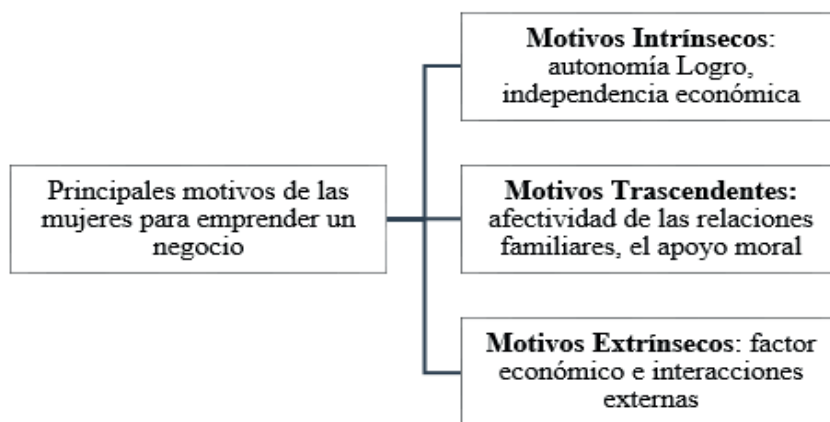 Principales motivos de las
mujeres para emprender un
negocio
Motivos Intrínsecos:
autonomía Logro,
independencia económica
Motivos Trascendentes:
afectividad de las relaciones
familiares, el apoyo moral
Motivos Extrínsecos: factor
económico e interacciones
externas